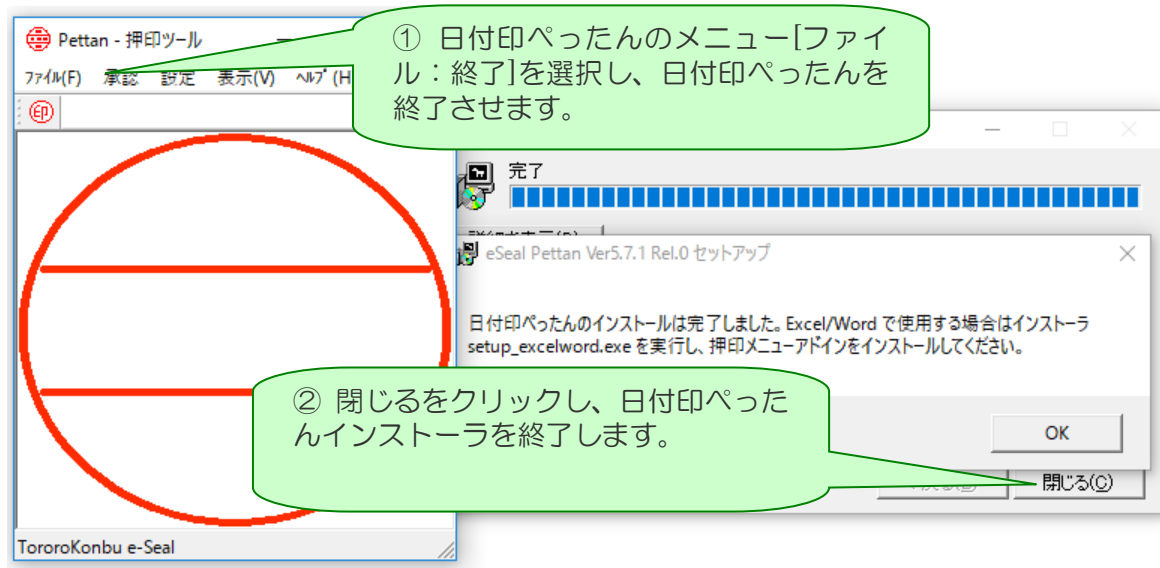 Pettan - 押印ツール
ファイル(F) 承認 設定 表示(V) ヘルプ(H
印
① 日付印ぺったんのメニュー[ファイ
ル：終了]を選択し、日付印ぺったんを
終了させます。
完了
eSeal Pettan Ver5.7.1 Rel.0 セットアップ
日付印ぺったんのインストールは完了しました。Excel/Word で使用する場合はインストーラ
setup_excelword.exe を実行し、押印メニューアドインをインストールしてください。
② 閉じるをクリックし、日付印ぺった
んインストーラを終了します。
OK
閉じる(C)
TororoKonbu e-Seal